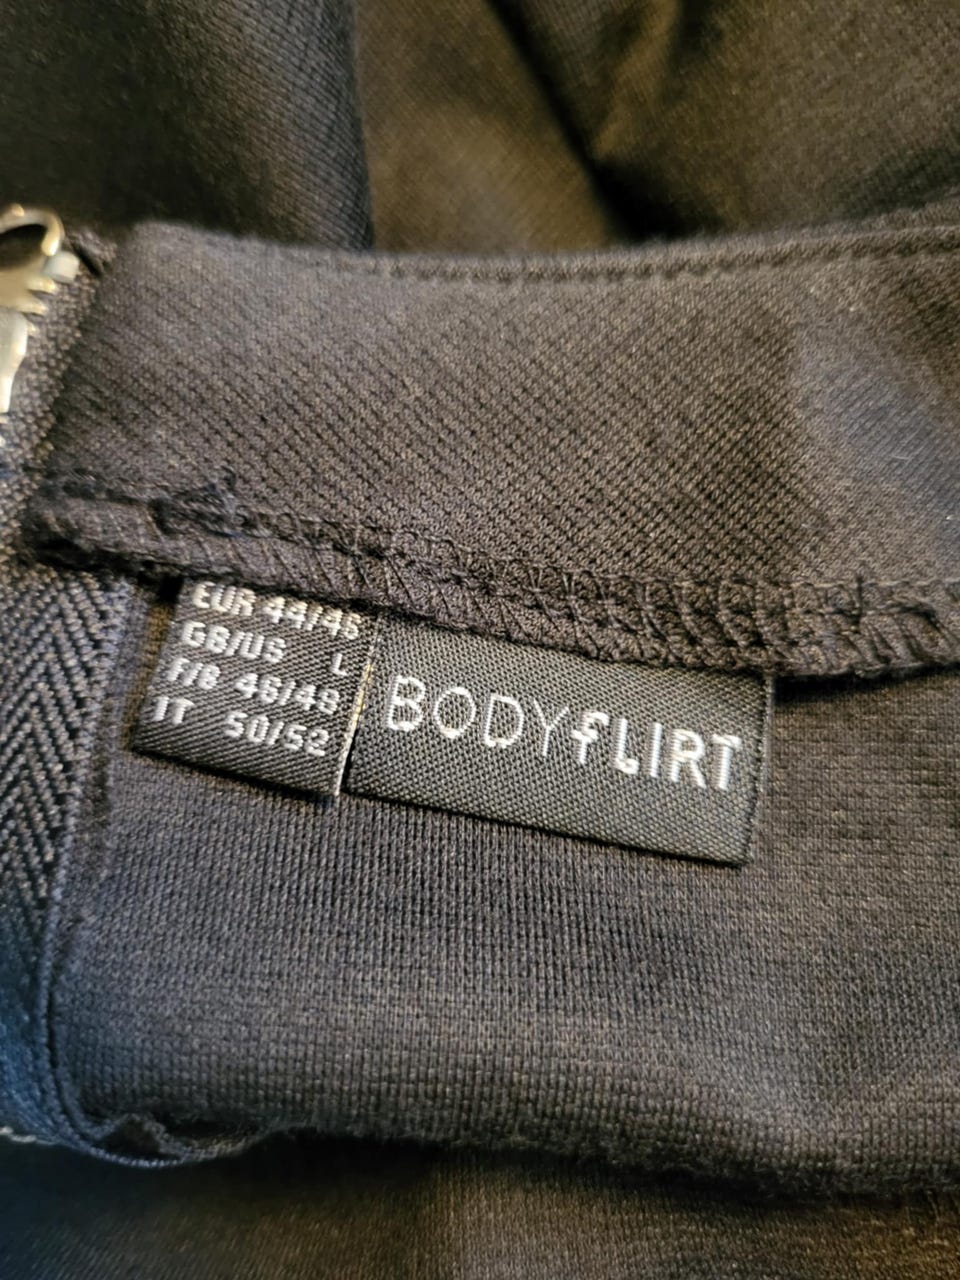 EUR 44/46
GB/US L
F/B 46/48
IT 50/52
BODYFLIRT